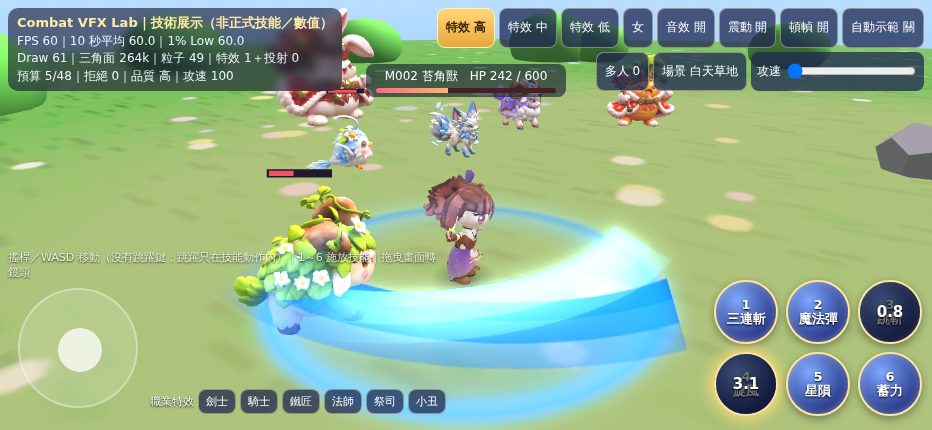 Combat VFX Lab｜技術展示（非正式技能／數值）
FPS 60｜10 秒平均 60.0｜1% Low 60.0
Draw 61｜三角面 264k｜粒子 49｜特效 1＋投射 0
預算 5/48｜拒絕 0｜品質 高｜攻速 100
特效 高
特效 中
特效 低
女
音效 開
震動 開
頓幀 開
自動示範 關
多人 0
場景 白天草地
攻速
M002 苔角獸 HP 242 / 600
搖桿／WASD 移動（沒有跳躍鍵；跳躍只在技能動作內）｜1～6 施放技能｜拖曳畫面轉
鏡頭
1
三連斬
2
魔法彈
3
0.8
4
3.1
旋風
5
星隕
6
蓄力
職業特效
劍士
騎士
鐵匠
法師
祭司
小丑